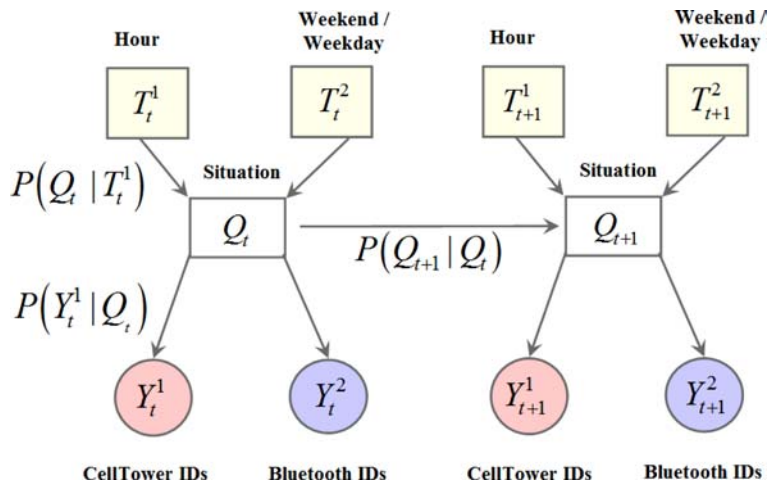 Hour
Weekend /
Weekday
Hour
Weekend /
Weekday
T_t^1
T_t^2
T_{t+1}^1
T_{t+1}^2
P(Q_t | T_t^1)
Situation
Situation
Q_t
Q_{t+1}
P(Q_{t+1} | Q_t)
P(Y_t^1 | Q_t)
Y_t^1
Y_t^2
Y_{t+1}^1
Y_{t+1}^2
CellTower IDs
Bluetooth IDs
CellTower IDs
Bluetooth IDs